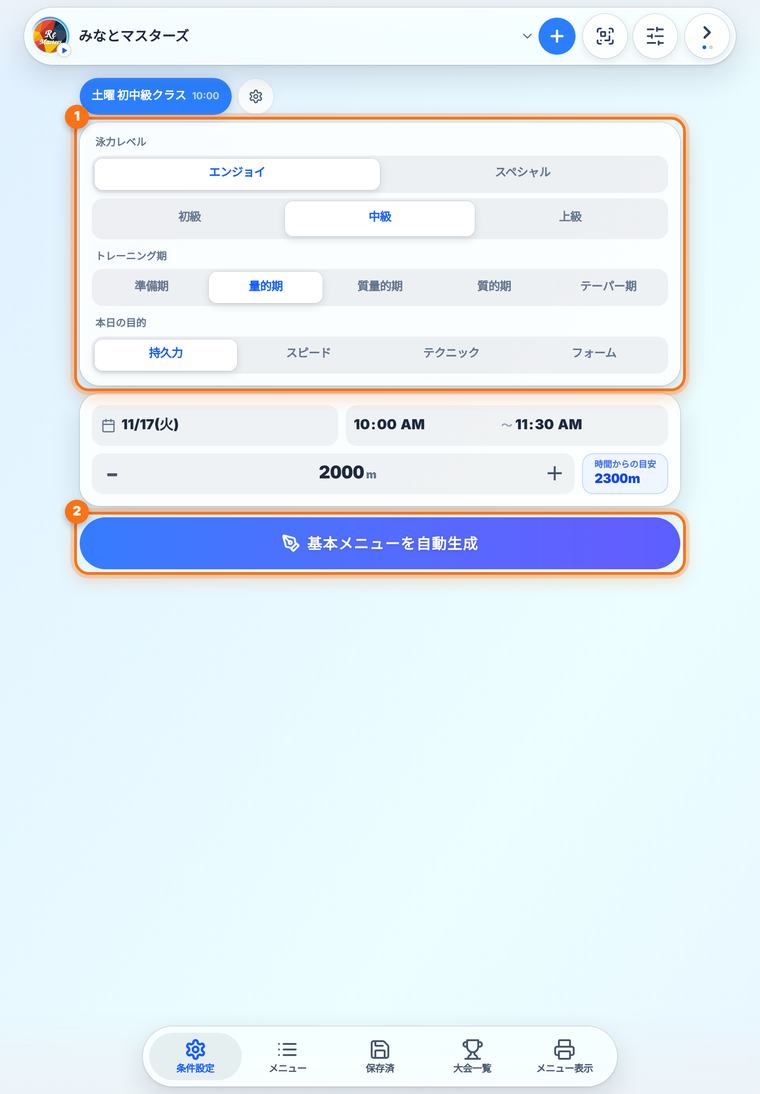 みなとマスターズ
土曜 初中級クラス 10:00
1
泳力レベル
エンジョイ スペシャル
初級 中級 上級
トレーニング期
準備期 量的期 質量的期 質的期 テーパー期
本日の目的
持久力 スピード テクニック フォーム
11/17(火) 10:00 AM ～11:30 AM
2000m
時間からの目安
2300m
2
基本メニューを自動生成
条件設定 メニュー 保存済 大会一覧 メニュー表示